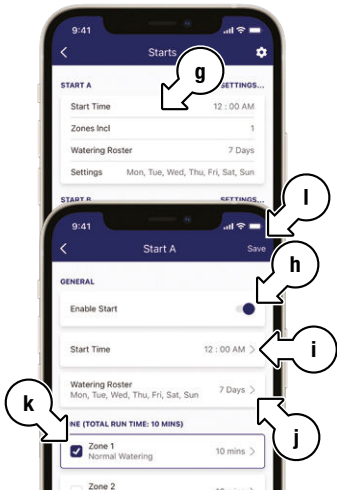 9:41
Starts
g
START A
SETTINGS...
Start Time 12 : 00 AM
Zones Incl 1
Watering Roster 7 Days
Settings Mon, Tue, Wed, Thu, Fri, Sat, Sun
START B SETTINGS...
l
9:41
Start A Save
h
GENERAL
Enable Start
Start Time 12 : 00 AM
i
Watering Roster
Mon, Tue, Wed, Thu, Fri, Sat, Sun
7 Days
k
j
(TOTAL RUN TIME: 10 MINS)
Zone 1
Normal Watering
10 mins
Zone 2